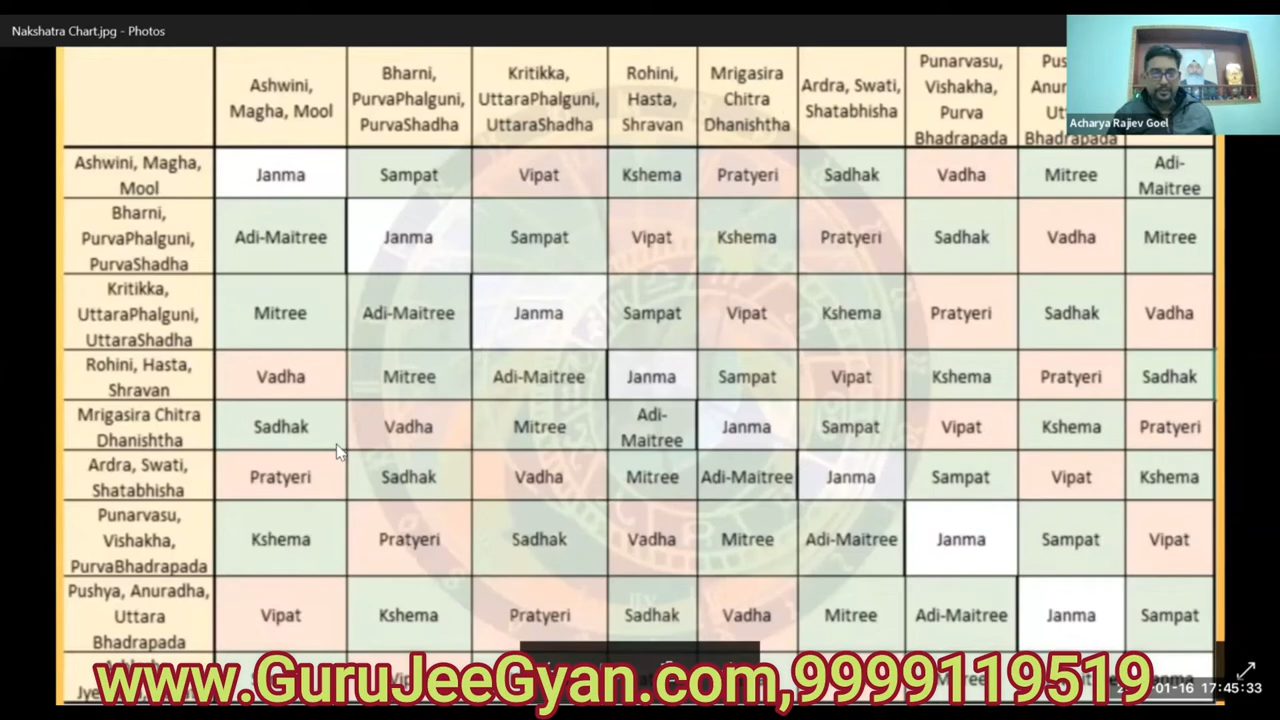 Nakshatra Chart.jpg - Photos
Ashwini,
Magha, Mool
Bharni,
PurvaPhalguni,
PurvaShadha
Kritikka,
UttaraPhalguni,
UttaraShadha
Rohini,
Hasta,
Shravan
Mrigasira
Chitra
Dhanishtha
Ardra, Swati,
Shatabhisha
Punarvasu,
Vishakha,
Purva
Bhadrapada
Bhadrapada
Acharya Rajiev Goel
Ashwini, Magha,
Mool
Janma
Sampat
Vipat
Kshema
Pratyeri
Sadhak
Vadha
Mitree
Adi-
Maitree
Bharni,
PurvaPhalguni,
PurvaShadha
Adi-Maitree
Janma
Sampat
Vipat
Kshema
Pratyeri
Sadhak
Vadha
Mitree
Kritikka,
UttaraPhalguni,
UttaraShadha
Mitree
Adi-Maitree
Janma
Sampat
Vipat
Kshema
Pratyeri
Sadhak
Vadha
Rohini, Hasta,
Shravan
Vadha
Mitree
Adi-Maitree
Janma
Sampat
Vipat
Kshema
Pratyeri
Sadhak
Mrigasira Chitra
Dhanishtha
Sadhak
Vadha
Mitree
Adi-
Maitree
Janma
Sampat
Vipat
Kshema
Pratyeri
Ardra, Swati,
Shatabhisha
Pratyeri
Sadhak
Vadha
Mitree
Adi-Maitree
Janma
Sampat
Vipat
Kshema
Punarvasu,
Vishakha,
PurvaBhadrapada
Kshema
Pratyeri
Sadhak
Vadha
Mitree
Adi-Maitree
Janma
Sampat
Vipat
Pushya, Anuradha,
Uttara
Bhadrapada
Vipat
Kshema
Pratyeri
Sadhak
Vadha
Mitree
Adi-Maitree
Janma
Sampat
www.GuruJeeGyan.com,9999119519
-01-16 17:45:33